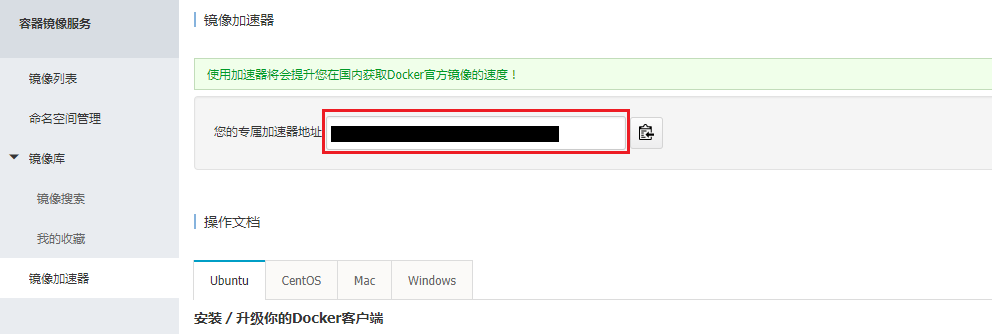 容器镜像服务
镜像列表
命名空间管理
镜像库
镜像搜索
我的收藏
镜像加速器
镜像加速器
使用加速器将会提升您在国内获取Docker官方镜像的速度！
您的专属加速器地址
操作文档
Ubuntu CentOS Mac Windows
安装 / 升级你的Docker客户端